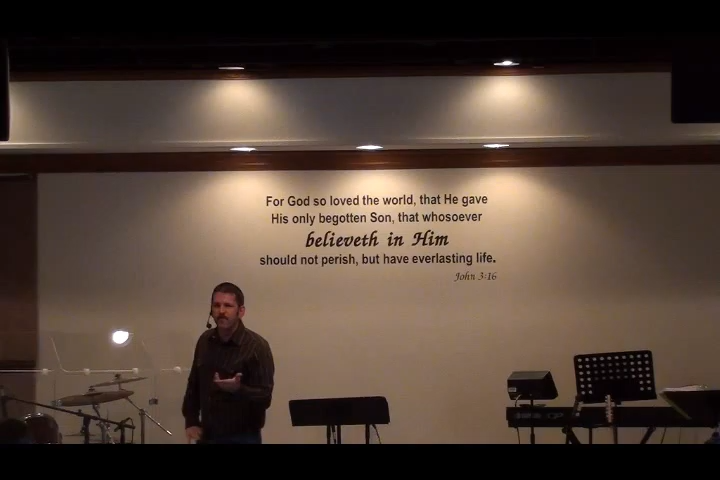 For God so loved the world, that He gave
His only begotten Son, that whosoever
believeth in Him
should not perish, but have everlasting life.
John 3:16